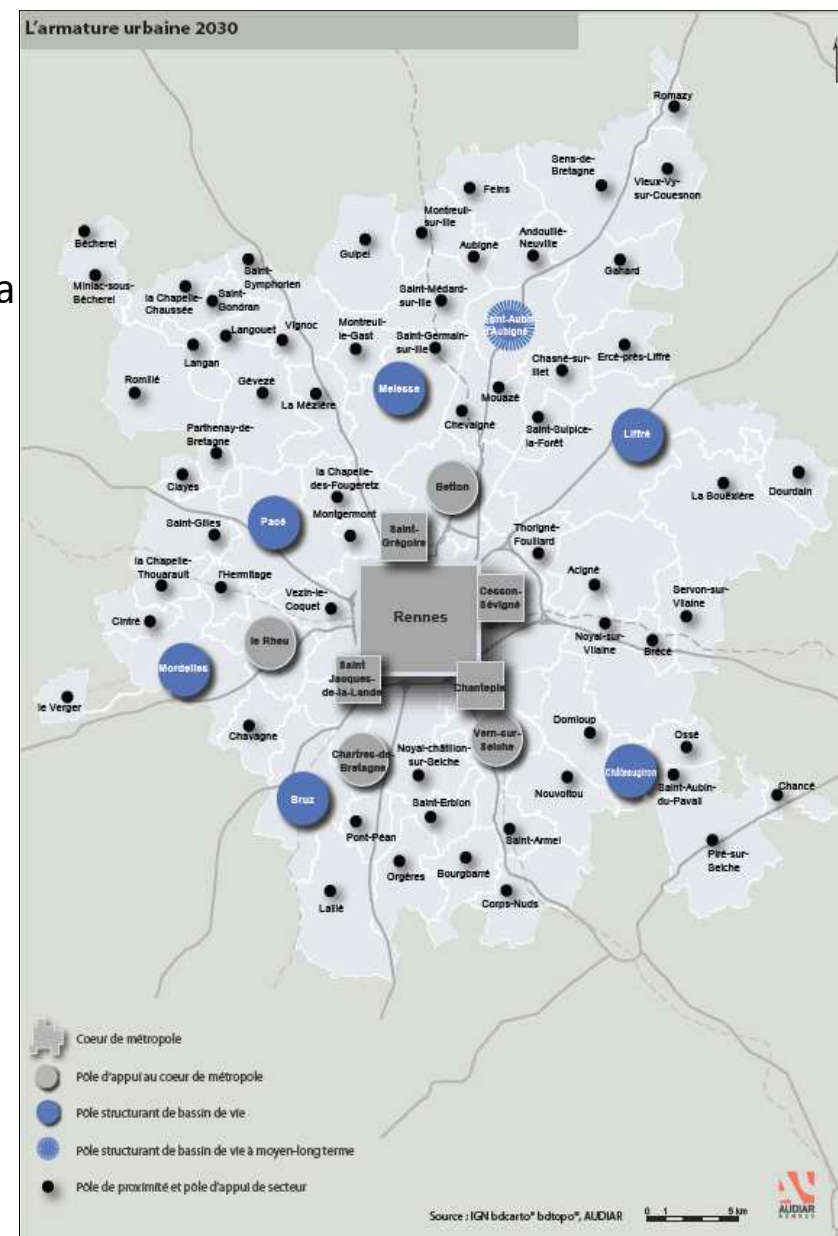 L'armature urbaine 2030
a
Romazy
Sens-de-
Bretagne
Vieux-Vy-
sur-Couesnon
Feins
Montreuil-
sur-Ille
Bécherel
Guipel
Aubigné
Andouillé-
Neuville
Gahard
Miniac-sous-
Bécherel
Saint-
Symphorien
la Chapelle-
Chaussée
Saint-
Gondran
Saint-Médard-
sur-Ille
Saint-Aubin
d'Aubigné
Langouet
Vignoc
Montreuil-
le-Gast
Saint-Germain-
sur-Ille
Langan
Chasné-sur-
Illet
Ercé-près-Liffré
Romillé
Gévezé
La Mézière
Melesse
Mouazé
Chevaigné
Saint-Sulpice-
la-Forêt
Liffré
Parthenay-de-
Bretagne
Clayes
la Chapelle-
des-Fougeretz
Betton
La Bouëxière
Dourdain
Saint-Gilles
Pacé
Montgermont
Saint-
Grégoire
Thorigné-
Fouillard
la Chapelle-
Thouarault
l'Hermitage
Vezin-le-
Coquet
Acigné
Cesson-
Sévigné
Servon-sur-
Vilaine
Cintré
Rennes
Noyal-sur-
Vilaine
Brécé
le Rheu
Mordelles
Saint
Jacques-
de-la-Lande
Chantepie
le Verger
Chavagne
Chartres-de-
Bretagne
Noyal-châtillon-
sur-Seiche
Vern-sur-
Seiche
Domloup
Ossé
Châteaugiron
Saint-Aubin-
du-Pavail
Chancé
Bruz
Saint-Erblon
Nouvoitou
Pont-Péan
Saint-Armel
Piré-sur-
Seiche
Orgères
Bourgbarré
Laillé
Corps-Nuds
Coeur de métropole
Pôle d'appui au coeur de métropole
Pôle structurant de bassin de vie
Pôle structurant de bassin de vie à moyen-long terme
Pôle de proximité et pôle d'appui de secteur
Source : IGN bdcarto® bdtopo®, AUDIAR
0 1 5 km
AUDIAR
RENNES